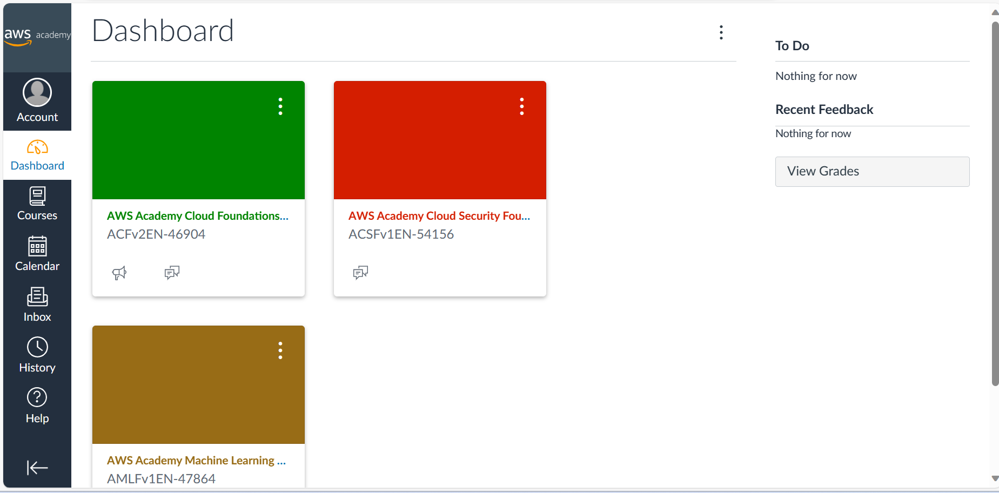 aws academy
Account
Dashboard
Courses
Calendar
Inbox
History
Help
Dashboard
AWS Academy Cloud Foundations...
ACFv2EN-46904
AWS Academy Cloud Security Fou...
ACSFv1EN-54156
AWS Academy Machine Learning ...
AMLFv1EN-47864
To Do
Nothing for now
Recent Feedback
Nothing for now
View Grades